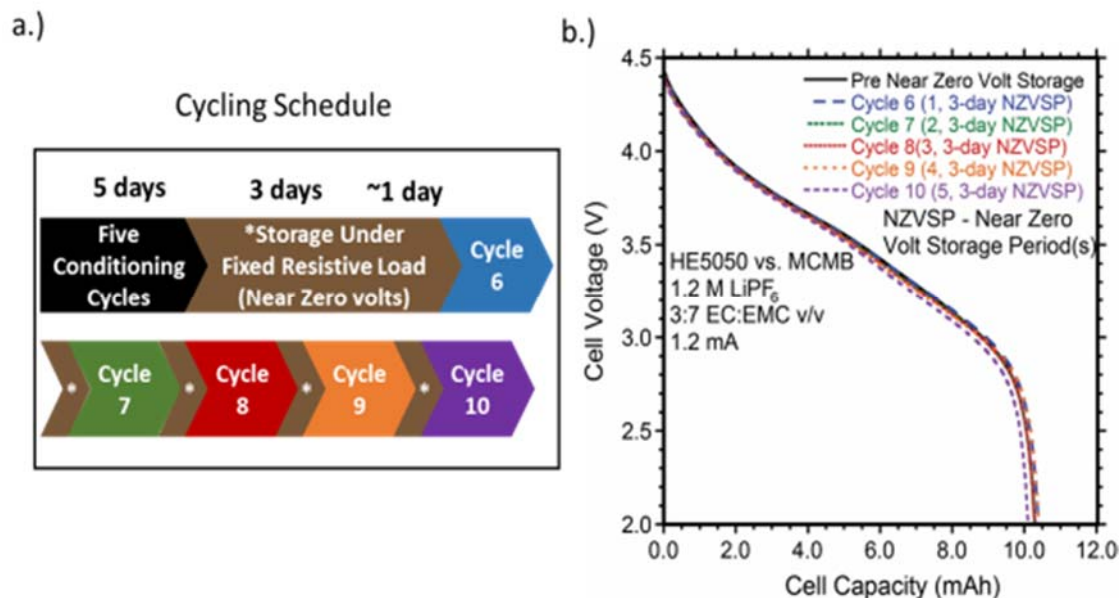 a.)
Cycling Schedule
5 days
3 days
~1 day
Five
Conditioning
Cycles
*Storage Under
Fixed Resistive Load
(Near Zero volts)
Cycle
6
*
Cycle
7
*
Cycle
8
*
Cycle
9
*
Cycle
10
b.)
Cell Voltage (V)
4.5
4.0
3.5
3.0
2.5
2.0
Pre Near Zero Volt Storage
Cycle 6 (1, 3-day NZVSP)
Cycle 7 (2, 3-day NZVSP)
Cycle 8(3, 3-day NZVSP)
Cycle 9 (4, 3-day NZVSP)
Cycle 10 (5, 3-day NZVSP)
NZVSP - Near Zero
Volt Storage Period(s)
HE5050 vs. MCMB
1.2 M LiPF₆
3:7 EC:EMC v/v
1.2 mA
0.0 2.0 4.0 6.0 8.0 10.0 12.0
Cell Capacity (mAh)